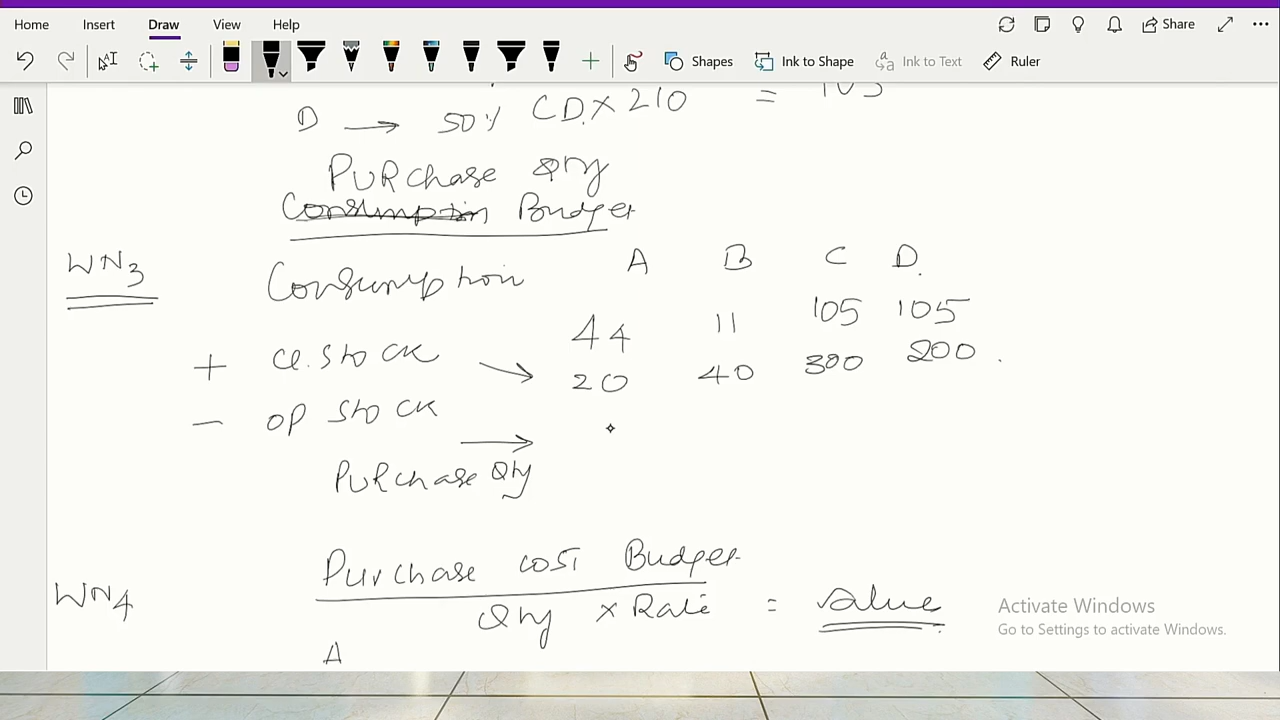 Home Insert Draw View Help Share
Shapes Ink to Shape Ink to Text Ruler
D → 50% CD. X 210 = 105
PURchase Qty
Consumption Budget
WN3 A B C D.
Consumption 44 11 105 105
+ Cl. Stock → 20 40 300 200.
- OP Stock
PURchase Qty →
WN4 Purchase cost Budget
Qty × Rate = Value
A
Activate Windows
Go to Settings to activate Windows.